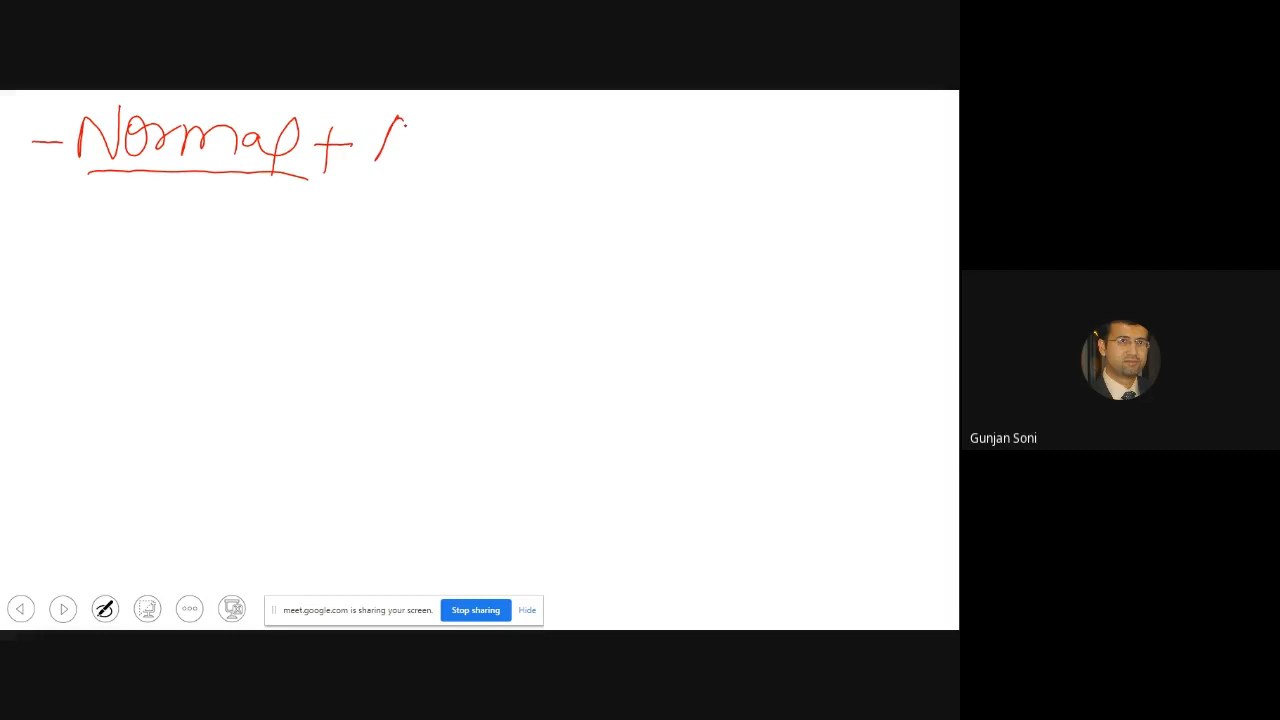 - Normal +
meet.google.com is sharing your screen. Stop sharing Hide
Gunjan Soni